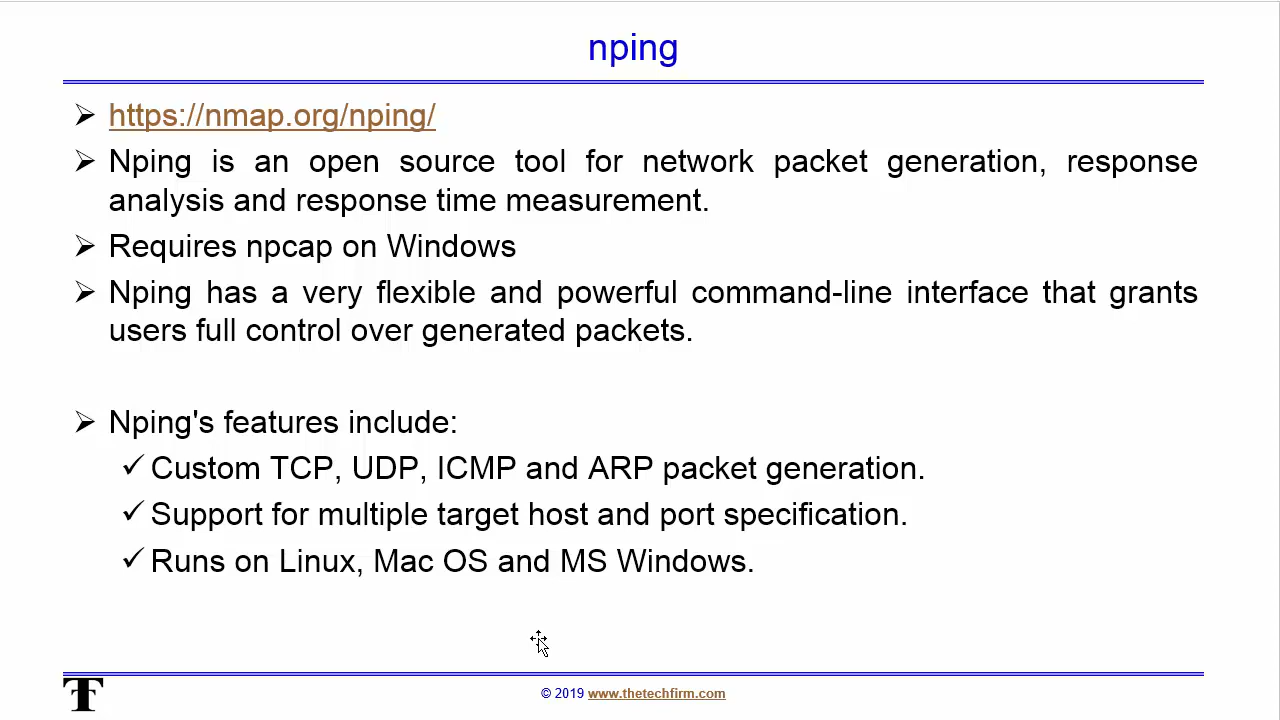 nping
https://nmap.org/nping/
Nping is an open source tool for network packet generation, response
analysis and response time measurement.
Requires npcap on Windows
Nping has a very flexible and powerful command-line interface that grants
users full control over generated packets.
Nping's features include:
Custom TCP, UDP, ICMP and ARP packet generation.
Support for multiple target host and port specification.
Runs on Linux, Mac OS and MS Windows.
© 2019 www.thetechfirm.com